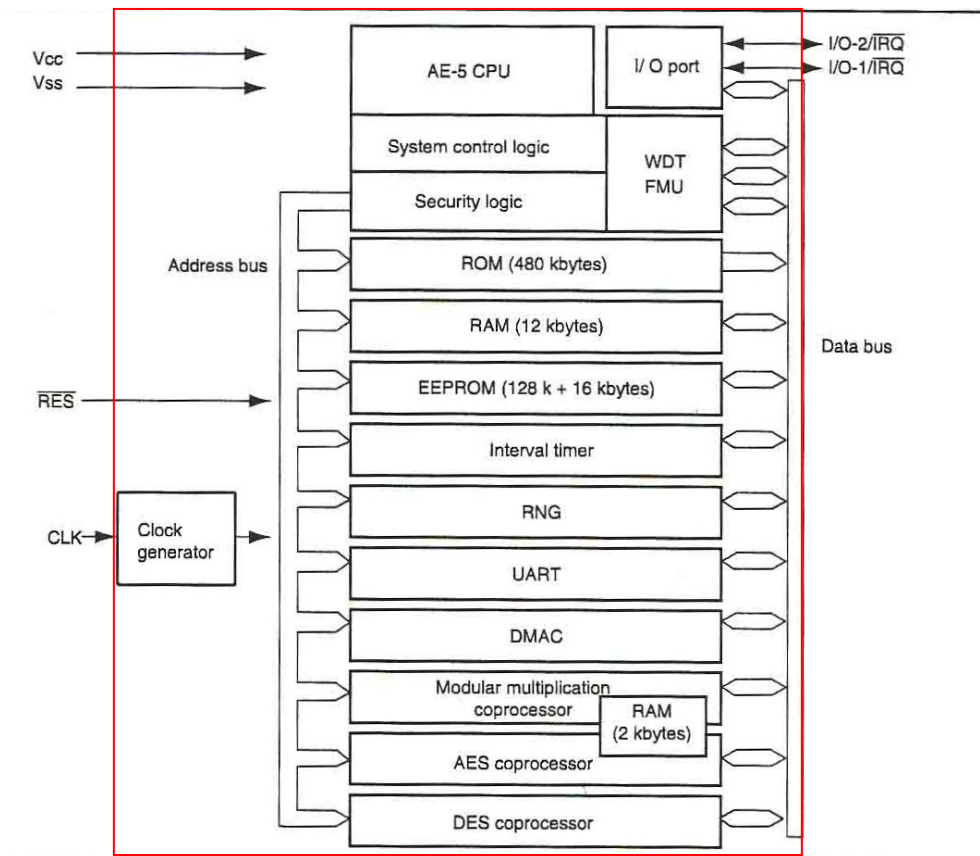 Vcc
Vss
AE-5 CPU
I/ O port
I/O-2/IRQ
I/O-1/IRQ
System control logic
WDT
FMU
Security logic
Address bus
ROM (480 kbytes)
RAM (12 kbytes)
Data bus
EEPROM (128 k + 16 kbytes)
RES
Interval timer
RNG
CLK
Clock
generator
UART
DMAC
Modular multiplication
coprocessor
RAM
(2 kbytes)
AES coprocessor
DES coprocessor